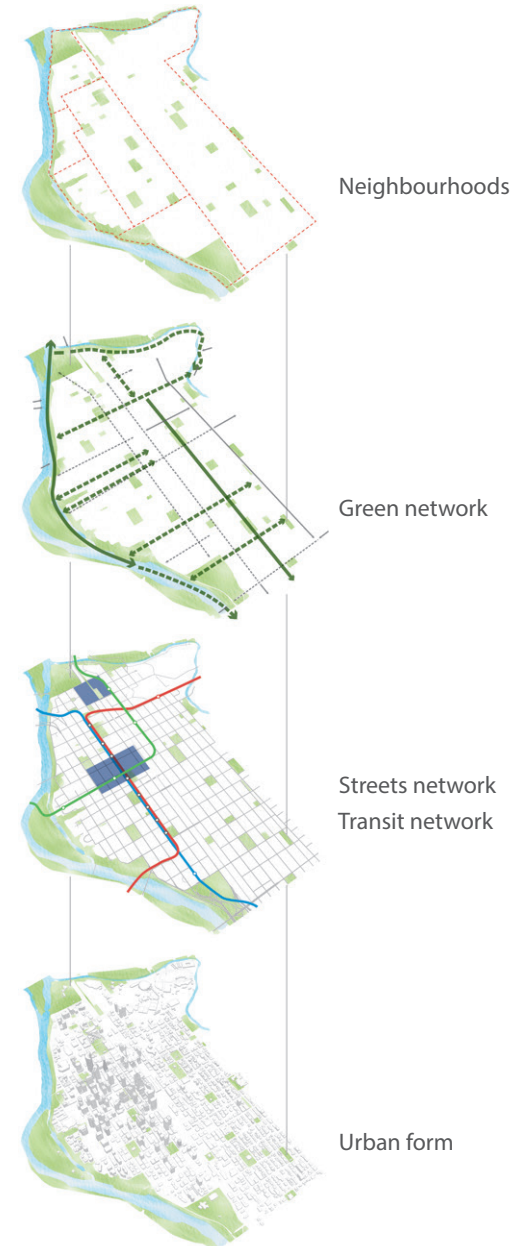 Neighbourhoods
Green network
Streets network
Transit network
Urban form